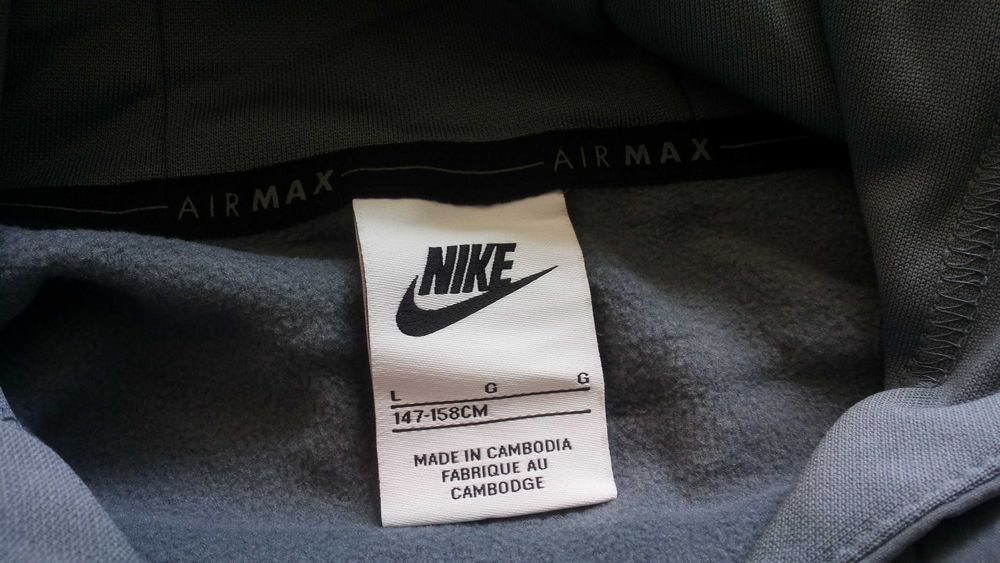 AIR MAX
AIR MAX
NIKE
L G G
147-158CM
MADE IN CAMBODIA
FABRIQUE AU
CAMBODGE